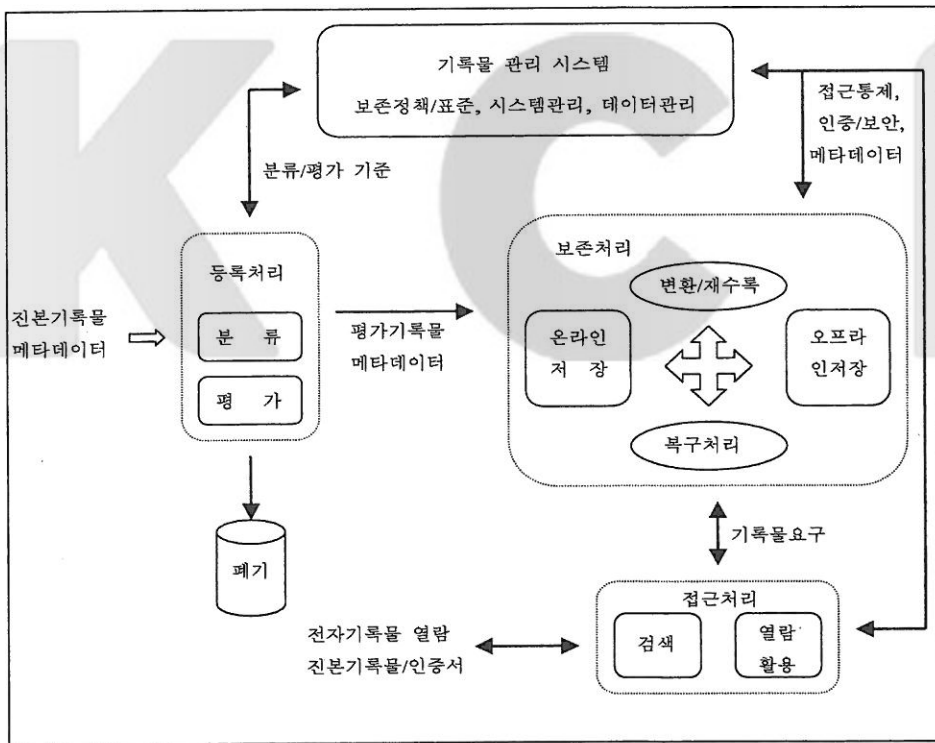 기록물 관리 시스템
보존정책/표준, 시스템관리, 데이터관리
접근통제,
인증/보안,
메타데이터
분류/평가 기준
등록처리
분 류
평 가
진본기록물
메타데이터
평가기록물
메타데이터
보존처리
변환/재수록
온라인
저 장
오프라
인저장
복구처리
폐기
기록물요구
접근처리
검색
열람
활용
전자기록물 열람
진본기록물/인증서
K C